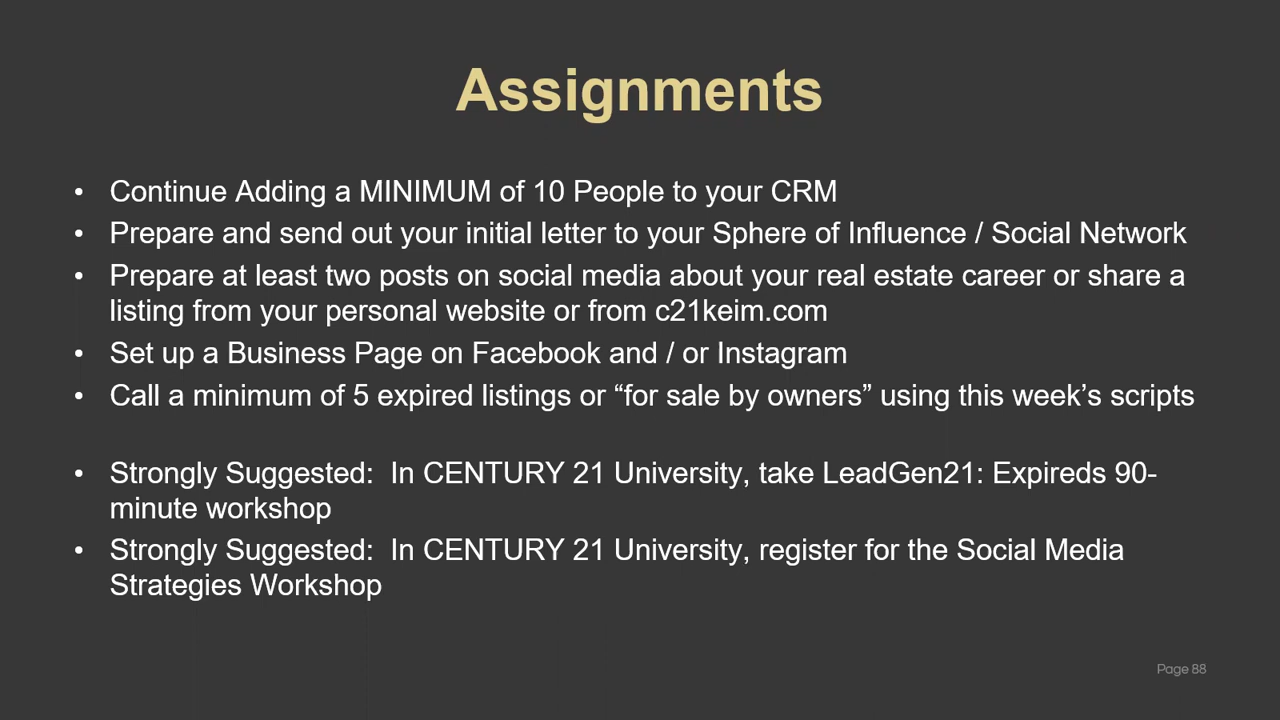 Assignments
• Continue Adding a MINIMUM of 10 People to your CRM
• Prepare and send out your initial letter to your Sphere of Influence / Social Network
• Prepare at least two posts on social media about your real estate career or share a
listing from your personal website or from c21keim.com
• Set up a Business Page on Facebook and / or Instagram
• Call a minimum of 5 expired listings or “for sale by owners” using this week’s scripts
• Strongly Suggested:  In CENTURY 21 University, take LeadGen21: Expireds 90-
minute workshop
• Strongly Suggested:  In CENTURY 21 University, register for the Social Media
Strategies Workshop
Page 88